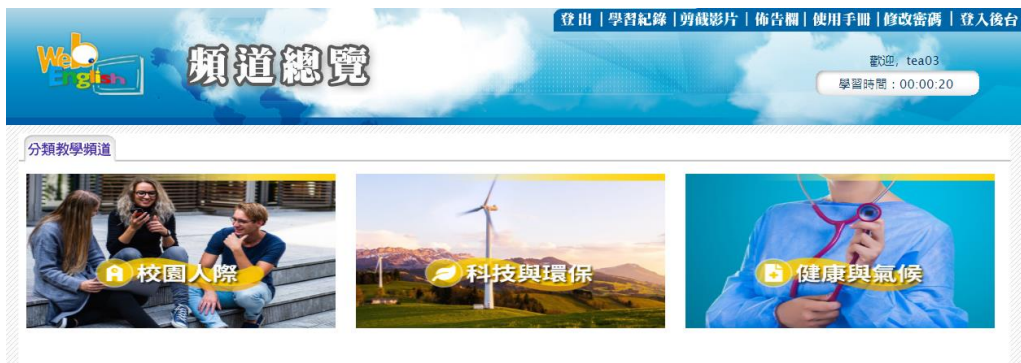 登出 | 學習紀錄 | 剪裁影片 | 佈告欄 | 使用手冊 | 修改密碼 | 登入後台
Web English
頻道總覽
歡迎, tea03
學習時間：00:00:20
分類教學頻道
校園人際
科技與環保
健康與氣候